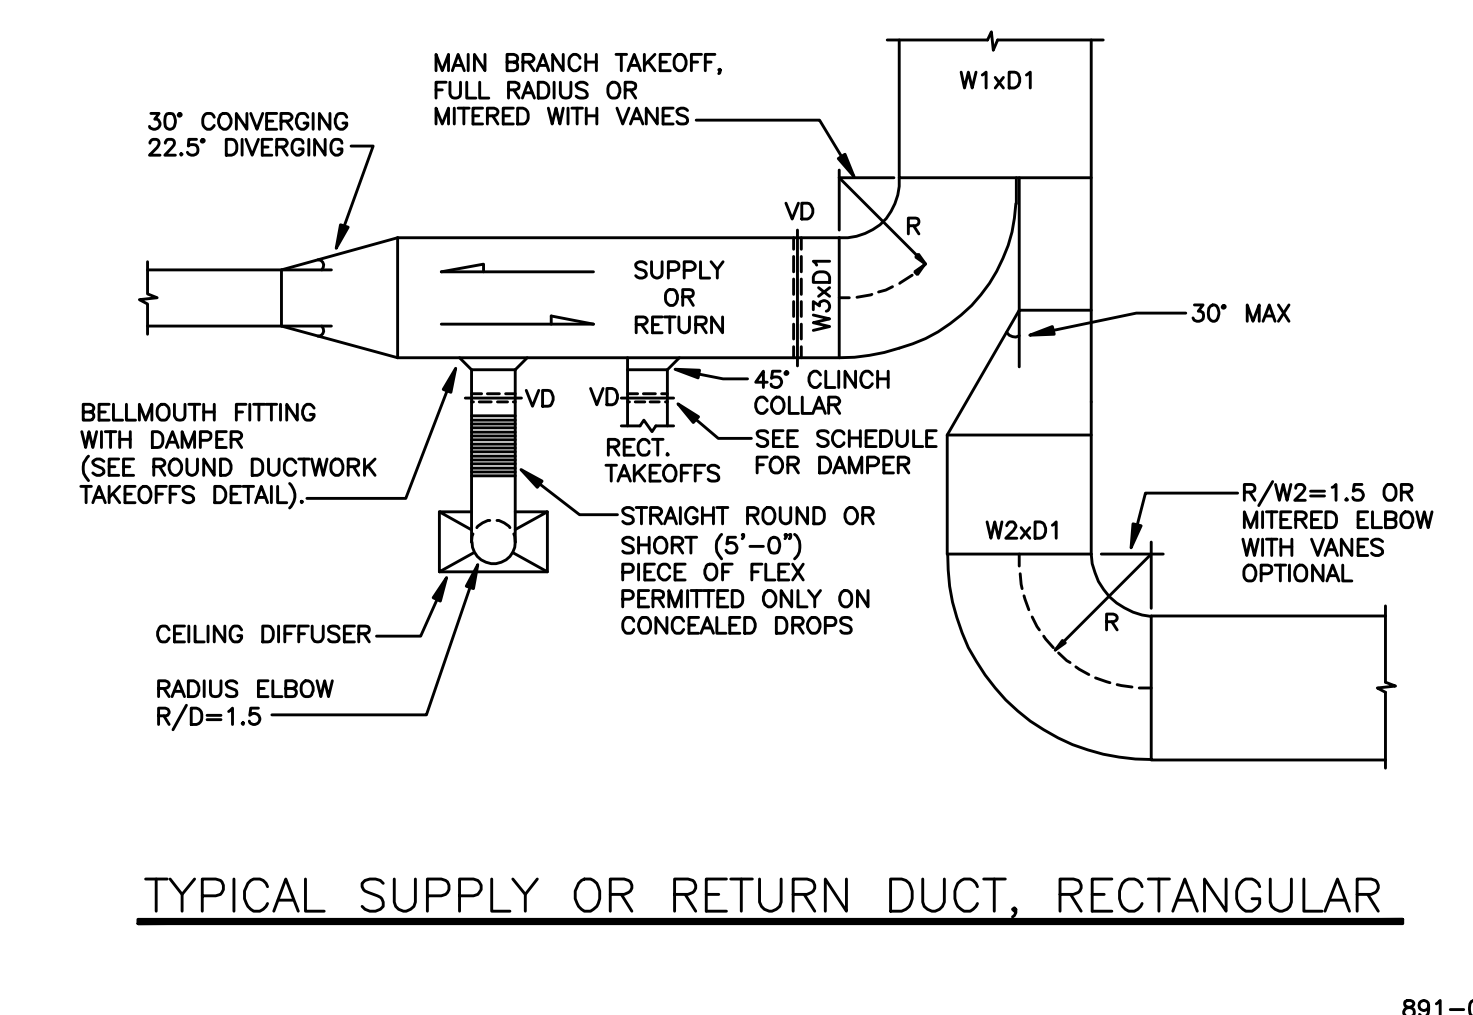 W1xD1
MAIN BRANCH TAKEOFF,
FULL RADIUS OR
MITERED WITH VANES
30° CONVERGING
22.5° DIVERGING
VD
R
SUPPLY
OR
RETURN
W3xD1
30° MAX
45° CLINCH
COLLAR
VD
VD
BELLMOUTH FITTING
WITH DAMPER
(SEE ROUND DUCTWORK
TAKEOFFS DETAIL).
RECT.
TAKEOFFS
SEE SCHEDULE
FOR DAMPER
STRAIGHT ROUND OR
SHORT (5'-0")
PIECE OF FLEX
PERMITTED ONLY ON
CONCEALED DROPS
W2xD1
R/W2=1.5 OR
MITERED ELBOW
WITH VANES
OPTIONAL
R
CEILING DIFFUSER
RADIUS ELBOW
R/D=1.5
TYPICAL SUPPLY OR RETURN DUCT, RECTANGULAR
891-